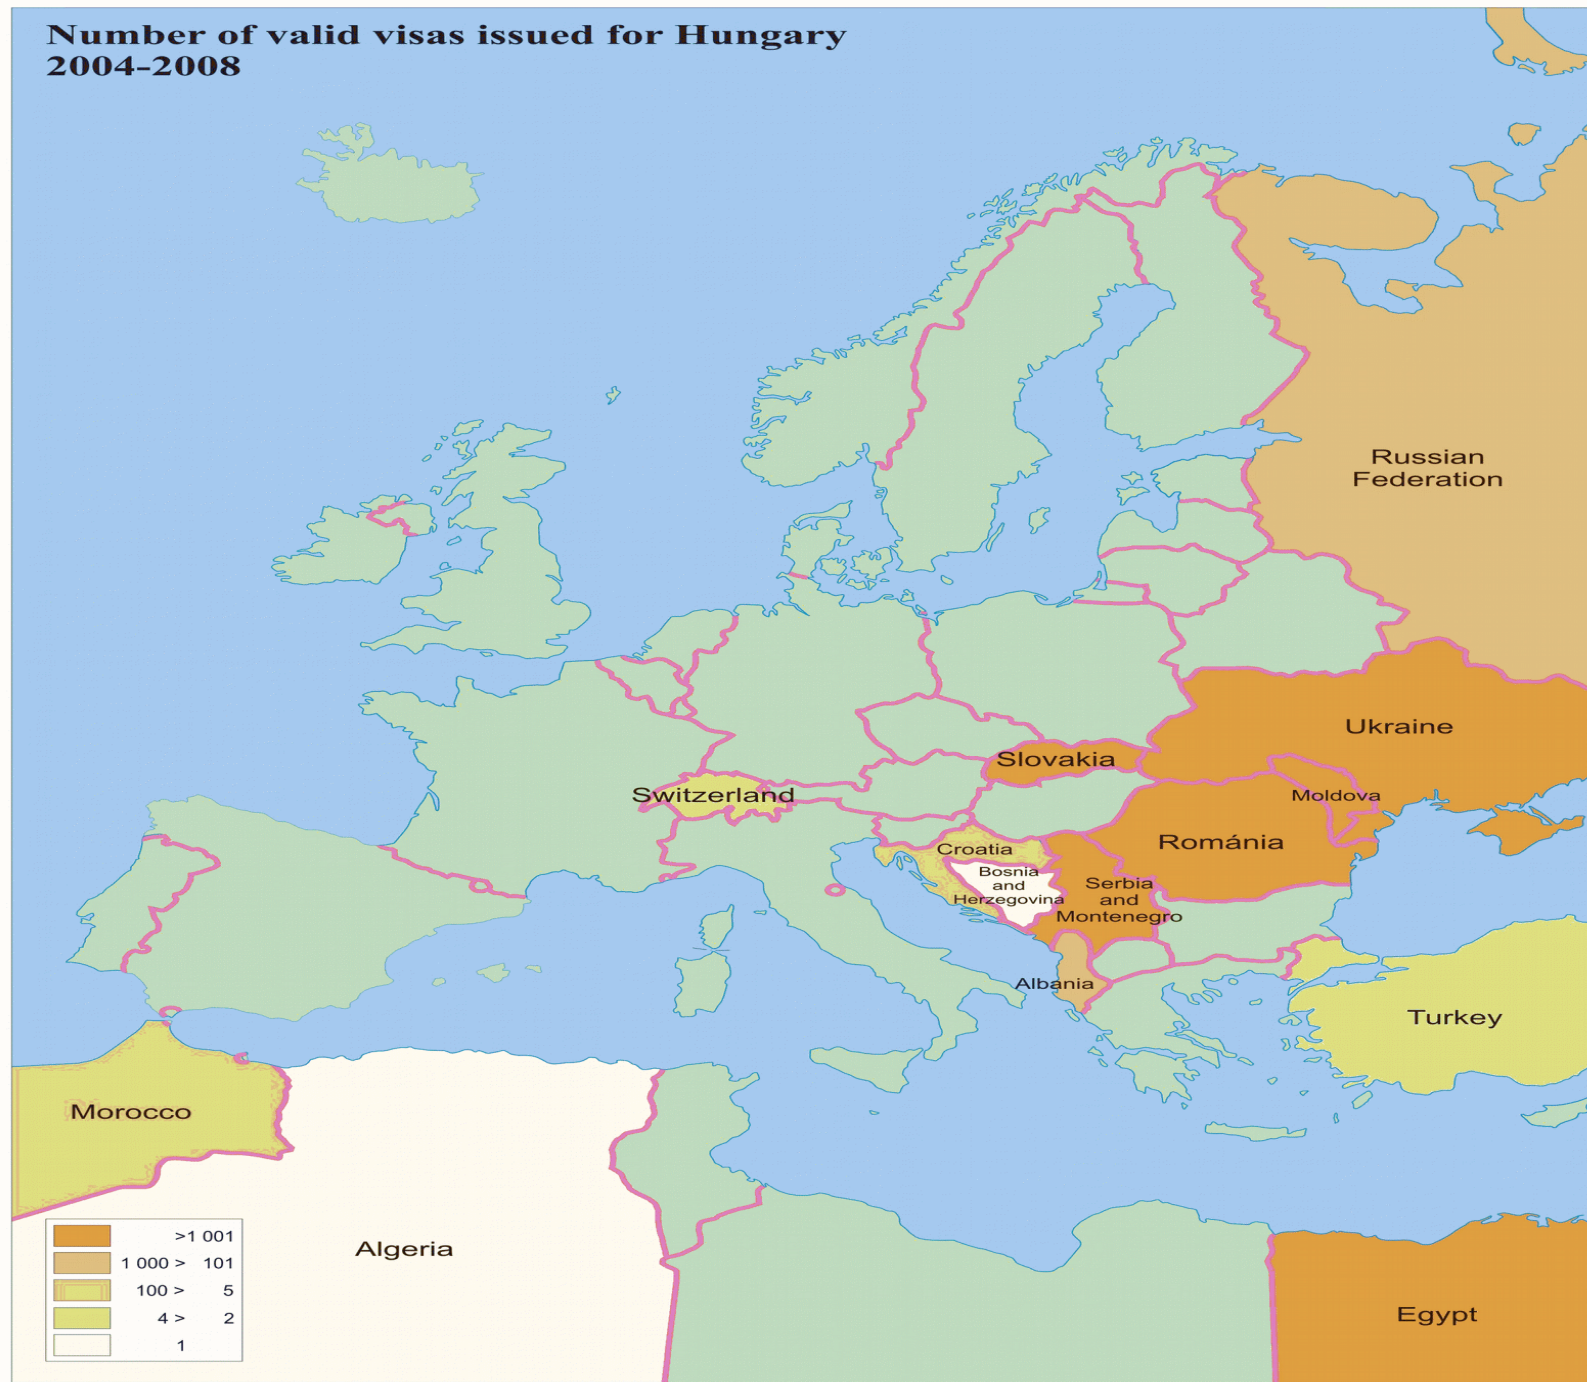 Number of valid visas issued for Hungary
2004-2008
Russian
Federation
Ukraine
Slovakia
Switzerland
Moldova
Románia
Croatia
Bosnia
and
Herzegovina
Serbia
and
Montenegro
Albania
Turkey
Morocco
Algeria
Egypt
>1 001
1 000 > 101
100 > 5
4 > 2
1